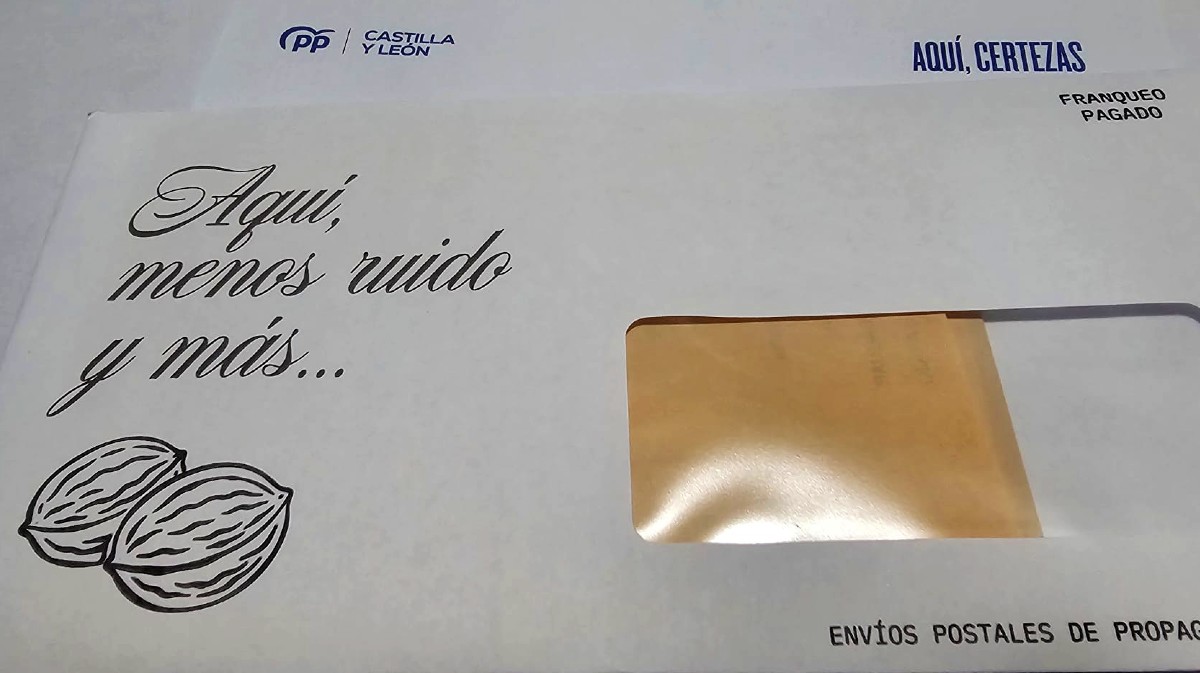 PP | CASTILLA
Y LEÓN
AQUÍ, CERTEZAS
FRANQUEO
PAGADO
Aquí,
menos ruido
y más...
ENVÍOS POSTALES DE PROPAG